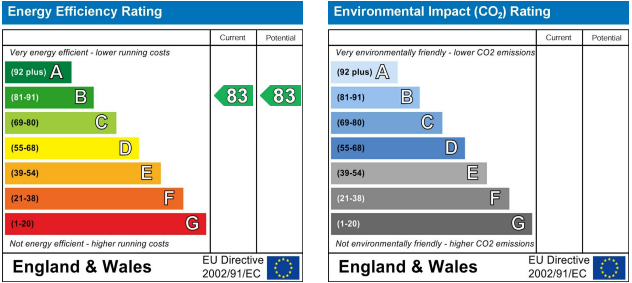 Energy Efficiency Rating
Current Potential
Very energy efficient - lower running costs
(92 plus) A
(81-91) B 83 83
(69-80) C
(55-68) D
(39-54) E
(21-38) F
(1-20) G
Not energy efficient - higher running costs
England & Wales
EU Directive
2002/91/EC
Environmental Impact (CO2) Rating
Current Potential
Very environmentally friendly - lower CO2 emissions
(92 plus) A
(81-91) B
(69-80) C
(55-68) D
(39-54) E
(21-38) F
(1-20) G
Not environmentally friendly - higher CO2 emissions
England & Wales
EU Directive
2002/91/EC